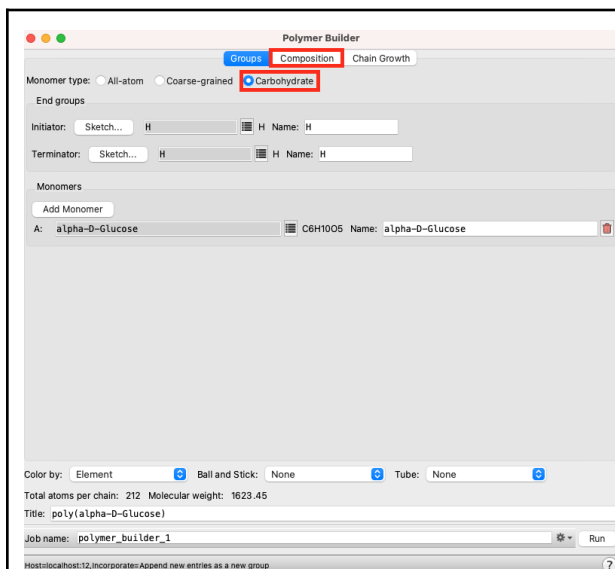 Polymer Builder
Groups Composition Chain Growth
Monomer type: All-atom Coarse-grained Carbohydrate
End groups
Initiator: Sketch... H H Name: H
Terminator: Sketch... H H Name: H
Monomers
Add Monomer
A: alpha-D-Glucose C6H10O5 Name: alpha-D-Glucose
Color by: Element Ball and Stick: None Tube: None
Total atoms per chain: 212 Molecular weight: 1623.45
Title: poly(alpha-D-Glucose)
Job name: polymer_builder_1 Run
Host=localhost:12,Incorporate=Append new entries as a new group ?